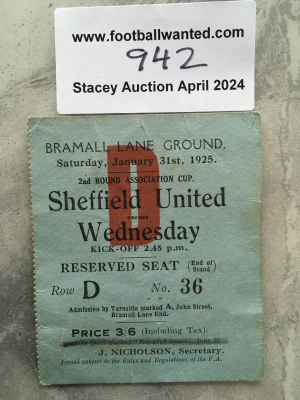 www.footballwanted.com
942
Stacey Auction April 2024
BRAMALL LANE GROUND.
Saturday, January 31st, 1925.
2nd ROUND ASSOCIATION CUP.
Sheffield United
versus
Wednesday
KICK-OFF 2.45 p.m.
RESERVED SEAT (End of Stand)
Row D No. 36
Admission by Turnstile marked A, John Street,
Bramall Lane End.
PRICE 3/6 (Including Tax).
J. NICHOLSON, Secretary.
Issued subject to the Rules and Regulations of the F.A.
D